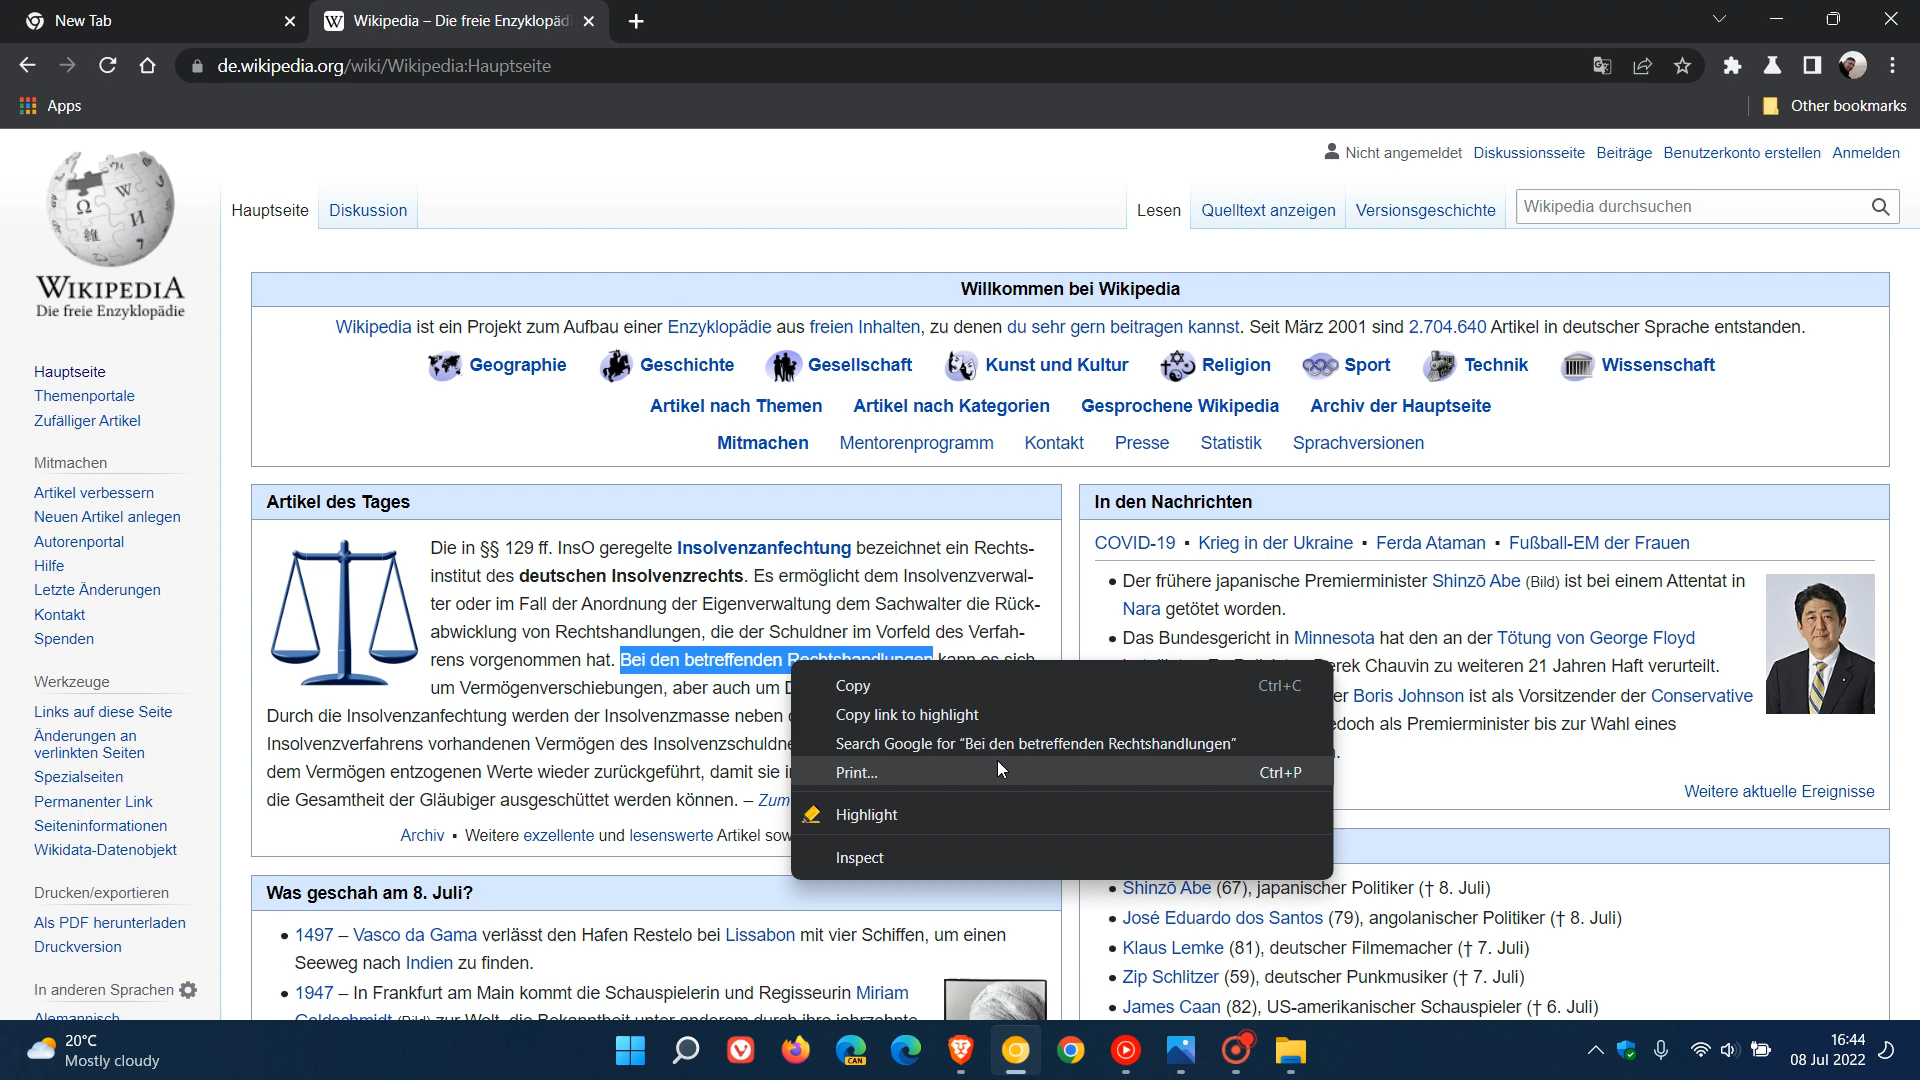 New Tab
Wikipedia – Die freie Enzyklopäd
de.wikipedia.org/wiki/Wikipedia:Hauptseite
Apps
Other bookmarks
Nicht angemeldet Diskussionsseite Beiträge Benutzerkonto erstellen Anmelden
Hauptseite Diskussion
Lesen Quelltext anzeigen Versionsgeschichte
Wikipedia durchsuchen
WIKIPEDIA
Die freie Enzyklopädie
Hauptseite
Themenportale
Zufälliger Artikel
Mitmachen
Artikel verbessern
Neuen Artikel anlegen
Autorenportal
Hilfe
Letzte Änderungen
Kontakt
Spenden
Werkzeuge
Links auf diese Seite
Änderungen an
verlinkten Seiten
Spezialseiten
Permanenter Link
Seiteninformationen
Wikidata-Datenobjekt
Drucken/exportieren
Als PDF herunterladen
Druckversion
In anderen Sprachen
Alemannisch
Willkommen bei Wikipedia
Wikipedia ist ein Projekt zum Aufbau einer Enzyklopädie aus freien Inhalten, zu denen du sehr gern beitragen kannst. Seit März 2001 sind 2.704.640 Artikel in deutscher Sprache entstanden.
Geographie Geschichte Gesellschaft Kunst und Kultur Religion Sport Technik Wissenschaft
Artikel nach Themen Artikel nach Kategorien Gesprochene Wikipedia Archiv der Hauptseite
Mitmachen Mentorenprogramm Kontakt Presse Statistik Sprachversionen
Artikel des Tages
Die in §§ 129 ff. InsO geregelte Insolvenzanfechtung bezeichnet ein Rechts-
institut des deutschen Insolvenzrechts. Es ermöglicht dem Insolvenzverwal-
ter oder im Fall der Anordnung der Eigenverwaltung dem Sachwalter die Rück-
abwicklung von Rechtshandlungen, die der Schuldner im Vorfeld des Verfah-
rens vorgenommen hat. Bei den betreffenden Rechtshandlungen kann es sich
um Vermögenverschiebungen, aber auch um
Durch die Insolvenzanfechtung werden der Insolvenzmasse neben
Insolvenzverfahrens vorhandenen Vermögen des
dem Vermögen entzogenen Werte wieder zurückgeführt, damit sie
die Gesamtheit der Gläubiger ausgeschüttet werden können. – Zum
Archiv • Weitere exzellente und lesenswerte Artikel
Was geschah am 8. Juli?
• 1497 – Vasco da Gama verlässt den Hafen Restelo bei Lissabon mit vier Schiffen, um einen
Seeweg nach Indien zu finden.
• 1947 – In Frankfurt am Main kommt die Schauspielerin und Regisseurin Miriam
Goldschmidt (Bild) zur Welt, die Bekanntheit unter anderem durch ihre jahrzehnte
In den Nachrichten
COVID-19 • Krieg in der Ukraine • Ferda Ataman • Fußball-EM der Frauen
• Der frühere japanische Premierminister Shinzō Abe (Bild) ist bei einem Attentat in
Nara getötet worden.
• Das Bundesgericht in Minnesota hat den an der Tötung von George Floyd
Derek Chauvin zu weiteren 21 Jahren Haft verurteilt.
Boris Johnson ist als Vorsitzender der Conservative
jedoch als Premierminister bis zur Wahl eines
Weitere aktuelle Ereignisse
• Shinzō Abe (67), japanischer Politiker († 8. Juli)
• José Eduardo dos Santos (79), angolanischer Politiker († 8. Juli)
• Klaus Lemke (81), deutscher Filmemacher († 7. Juli)
• Zip Schlitzer (59), deutscher Punkmusiker († 7. Juli)
• James Caan (82), US-amerikanischer Schauspieler († 6. Juli)
Copy Ctrl+C
Copy link to highlight
Search Google for “Bei den betreffenden Rechtshandlungen”
Print... Ctrl+P
Highlight
Inspect
20°C
Mostly cloudy
CAN
16:44
08 Jul 2022